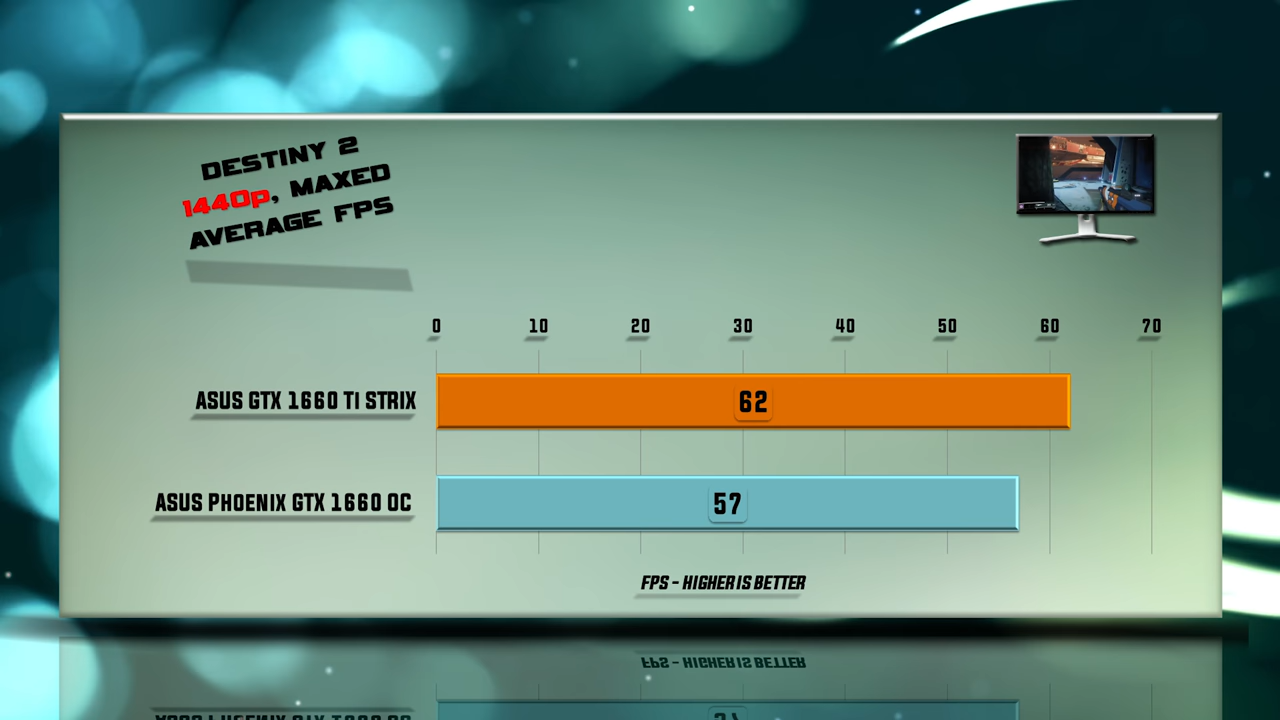 DESTINY 2
1440p, MAXED
AVERAGE FPS
0 10 20 30 40 50 60 70
ASUS GTX 1660 TI STRIX
62
ASUS PHOENIX GTX 1660 OC
57
FPS - HIGHER IS BETTER